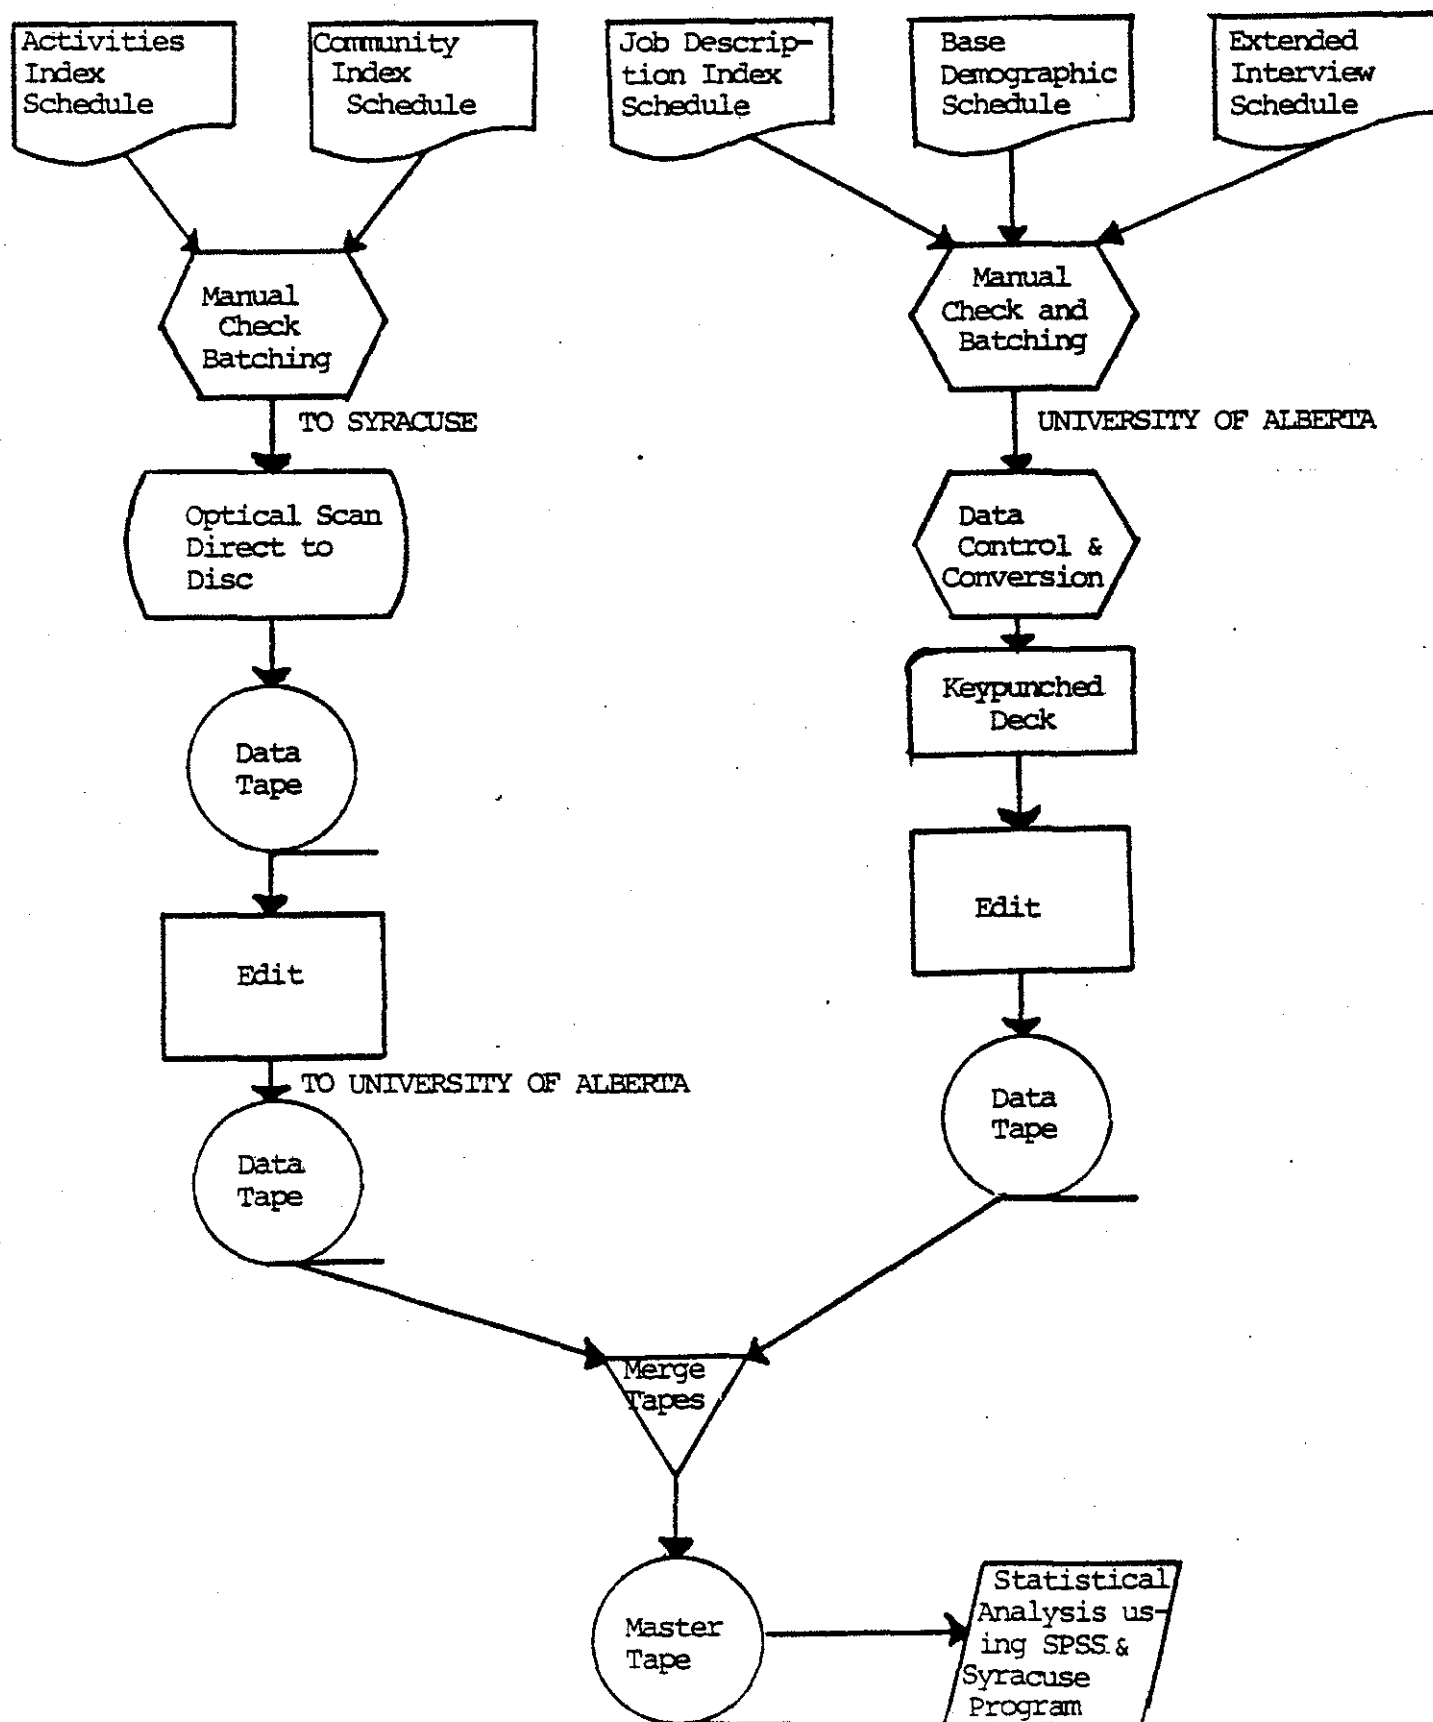 Activities
Index
Schedule
Community
Index
Schedule
Job Descrip-
tion Index
Schedule
Base
Demographic
Schedule
Extended
Interview
Schedule
Manual
Check
Batching
Manual
Check and
Batching
TO SYRACUSE
UNIVERSITY OF ALBERTA
Optical Scan
Direct to
Disc
Data
Control &
Conversion
Keypunched
Deck
Data
Tape
Edit
Edit
TO UNIVERSITY OF ALBERTA
Data
Tape
Data
Tape
Merge
Tapes
Master
Tape
Statistical
Analysis us-
ing SPSS &
Syracuse
Program